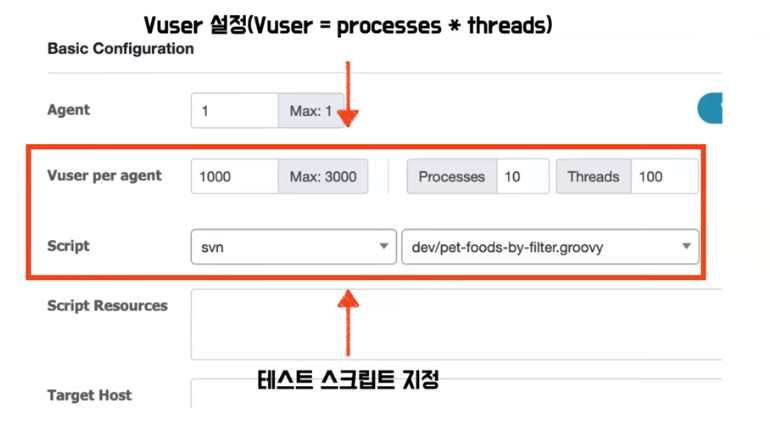 Vuser 설정(Vuser = processes * threads)
Basic Configuration
Agent 1 Max: 1
Vuser per agent 1000 Max: 3000 Processes 10 Threads 100
Script svn dev/pet-foods-by-filter.groovy
Script Resources
테스트 스크립트 지정
Target Host